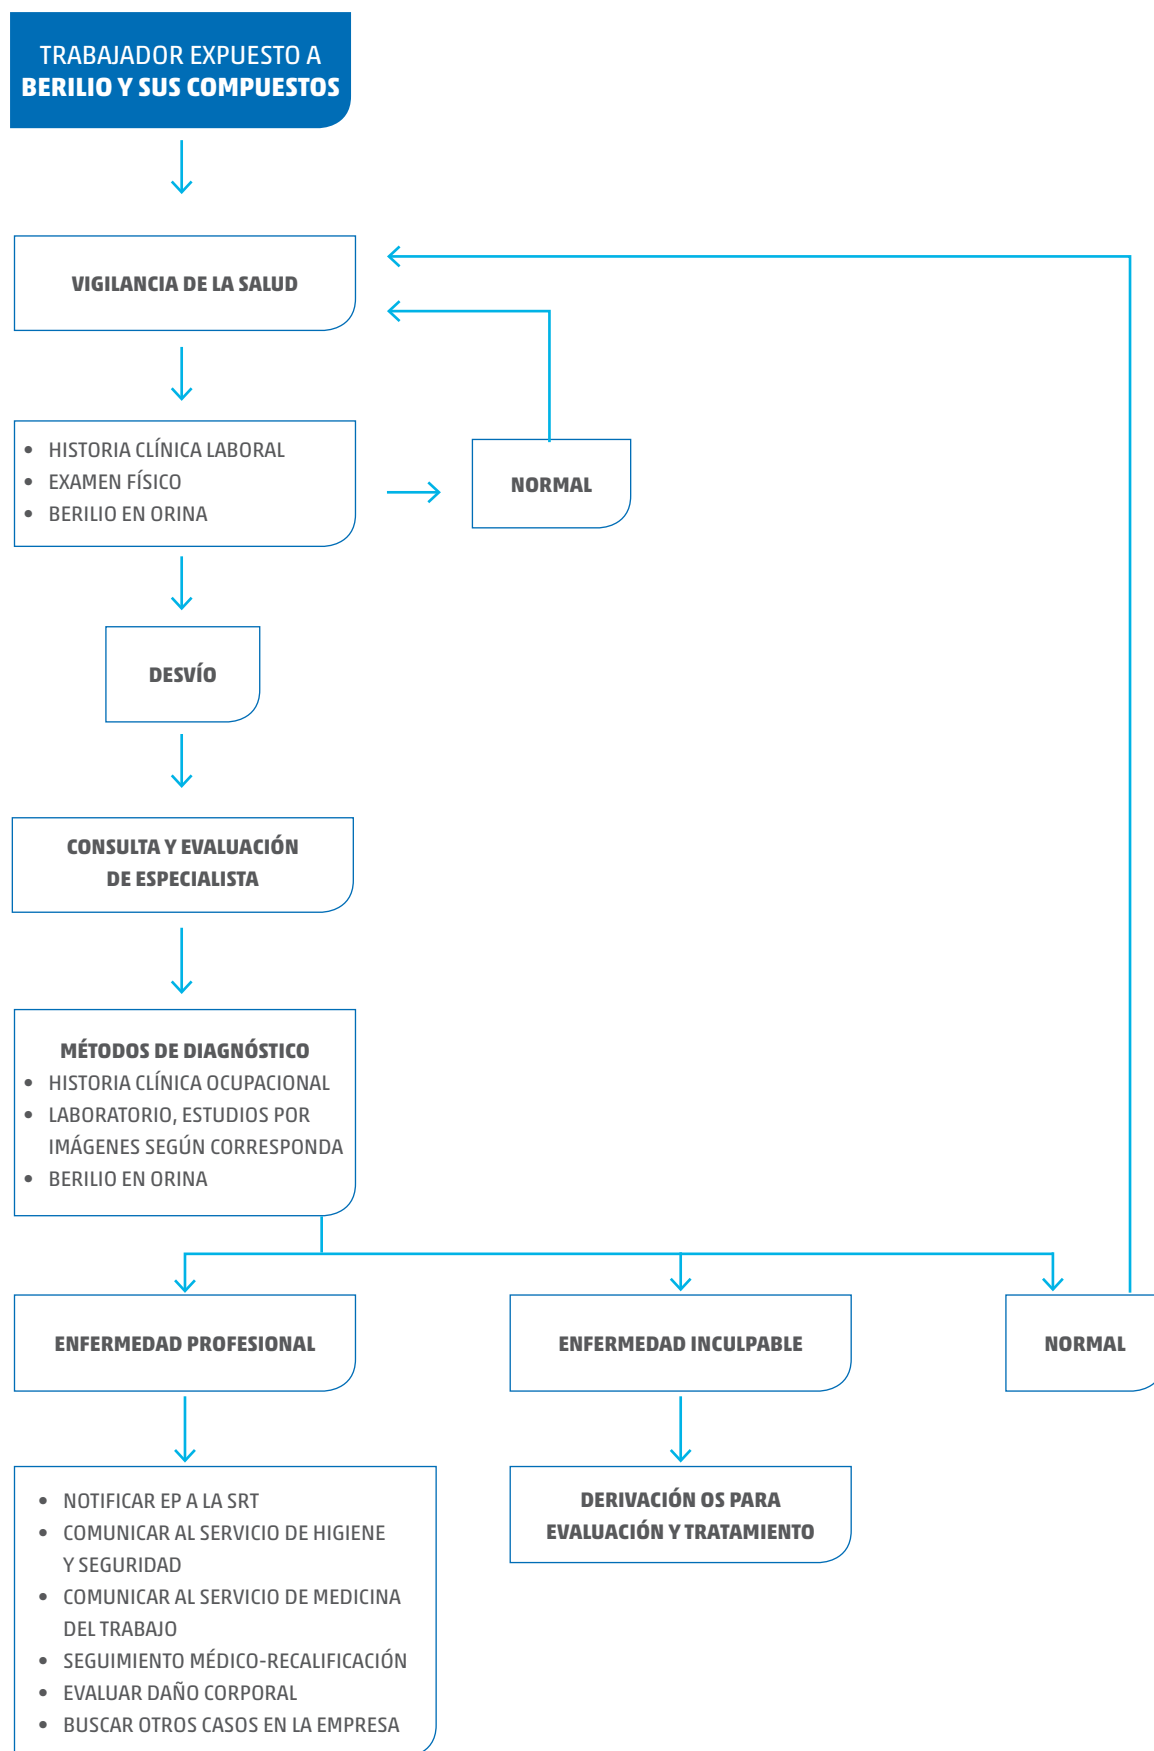 TRABAJADOR EXPUESTO A
BERILIO Y SUS COMPUESTOS
VIGILANCIA DE LA SALUD
• HISTORIA CLÍNICA LABORAL
• EXAMEN FÍSICO
• BERILIO EN ORINA
NORMAL
DESVÍO
CONSULTA Y EVALUACIÓN
DE ESPECIALISTA
MÉTODOS DE DIAGNÓSTICO
• HISTORIA CLÍNICA OCUPACIONAL
• LABORATORIO, ESTUDIOS POR
IMÁGENES SEGÚN CORRESPONDA
• BERILIO EN ORINA
ENFERMEDAD PROFESIONAL
ENFERMEDAD INCULPABLE
NORMAL
• NOTIFICAR EP A LA SRT
• COMUNICAR AL SERVICIO DE HIGIENE
Y SEGURIDAD
• COMUNICAR AL SERVICIO DE MEDICINA
DEL TRABAJO
• SEGUIMIENTO MÉDICO-RECALIFICACIÓN
• EVALUAR DAÑO CORPORAL
• BUSCAR OTROS CASOS EN LA EMPRESA
DERIVACIÓN OS PARA
EVALUACIÓN Y TRATAMIENTO